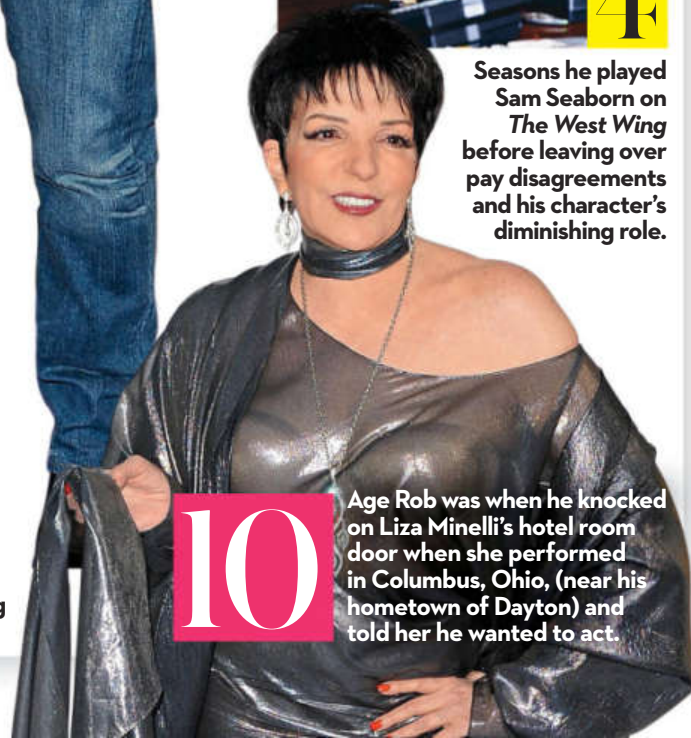 4
Seasons he played
Sam Seaborn on
The West Wing
before leaving over
pay disagreements
and his character's
diminishing role.
10
Age Rob was when he knocked
on Liza Minelli's hotel room
door when she performed
in Columbus, Ohio, (near his
hometown of Dayton) and
told her he wanted to act.
g